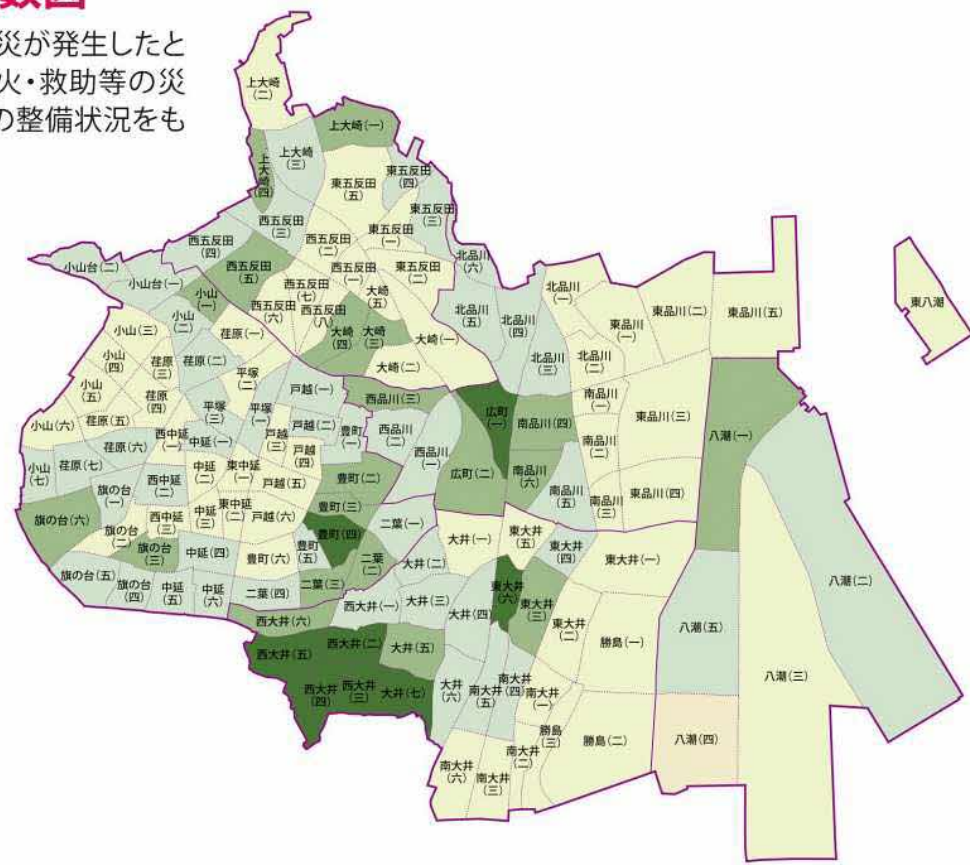 数図
災が発生したと
火・救助等の災
の整備状況をも
上大崎
(二)
上大崎(一)
上大崎
(三)
上大崎
(四)
東五反田
(四)
東五反田
(五)
東五反田
(三)
東五反田
(一)
東五反田
(二)
西五反田
(三)
西五反田
(四)
西五反田
(二)
西五反田
(五)
西五反田
(一)
西五反田
(七)
西五反田
(六)
西五反田
(八)
大崎
(五)
大崎
(四)
大崎
(三)
大崎(一)
大崎(二)
小山台(二)
小山台(一)
小山
(一)
小山
(二)
小山(三)
小山
(四)
小山
(五)
小山(六)
小山
(七)
荏原(一)
荏原(二)
荏原
(三)
荏原
(四)
荏原(五)
荏原(六)
荏原(七)
平塚
(二)
平塚
(三)
平塚
(一)
戸越(一)
戸越(二)
戸越
(三)
戸越
(四)
戸越(五)
戸越(六)
西中延
(一)
西中延
(二)
西中延
(三)
中延(一)
中延
(二)
中延
(三)
中延(四)
中延
(五)
中延
(六)
東中延
(一)
東中延
(二)
旗の台
(一)
旗の台
(二)
旗の台
(三)
旗の台
(四)
旗の台(五)
旗の台(六)
豊町
(一)
豊町(二)
豊町(三)
豊町(四)
豊町
(五)
豊町(六)
二葉(一)
二葉
(二)
二葉(三)
二葉(四)
西品川(三)
西品川
(二)
西品川
(一)
広町
(一)
広町(二)
北品川
(六)
北品川
(五)
北品川
(四)
北品川
(三)
北品川
(一)
北品川
(二)
東品川
(一)
東品川(二)
東品川(五)
東品川(三)
東品川(四)
南品川
(一)
南品川
(二)
南品川
(三)
南品川(四)
南品川
(五)
南品川
(六)
東八潮
八潮(一)
八潮(二)
八潮(三)
八潮(四)
八潮(五)
大井(一)
大井(二)
大井(三)
大井(四)
大井(五)
大井
(六)
大井(七)
東大井
(五)
東大井
(四)
東大井(一)
東大井
(六)
東大井
(三)
東大井
(二)
西大井(一)
西大井(六)
西大井(五)
西大井(二)
西大井
(四)
西大井
(三)
南大井
(五)
南大井
(四)
南大井
(一)
南大井
(二)
南大井
(六)
南大井
(三)
勝島(一)
勝島
(三)
勝島(二)